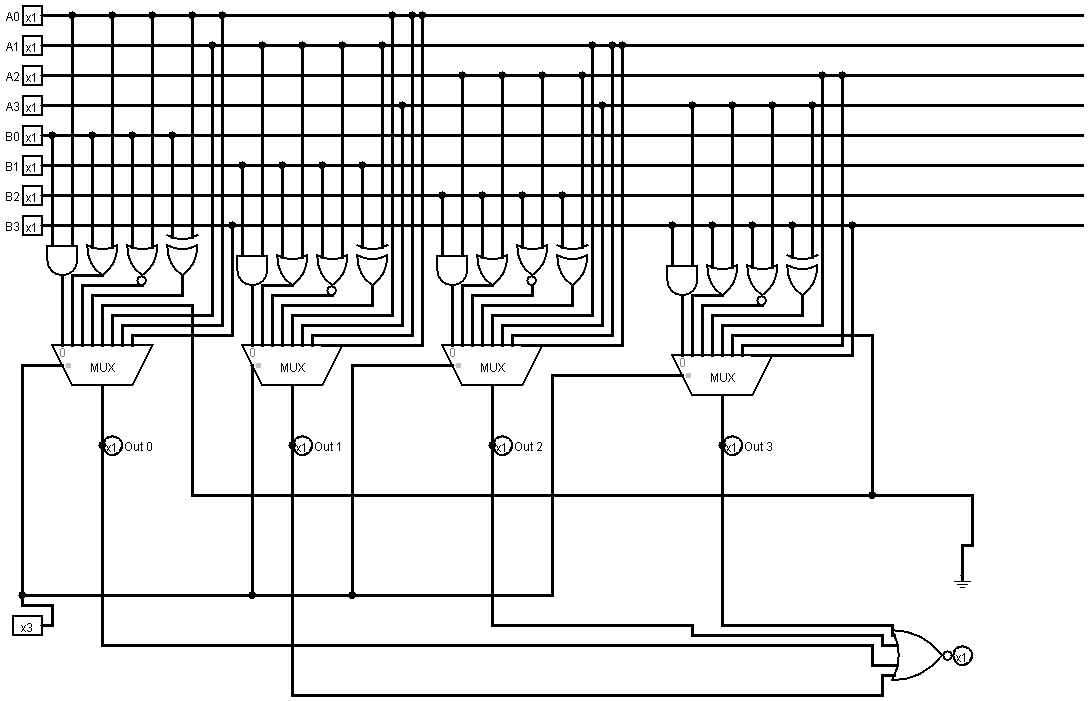 A0 x1
A1 x1
A2 x1
A3 x1
B0 x1
B1 x1
B2 x1
B3 x1
0 0 0 0
MUX MUX MUX MUX
x1 Out 0 x1 Out 1 x1 Out 2 x1 Out 3
x3
x1